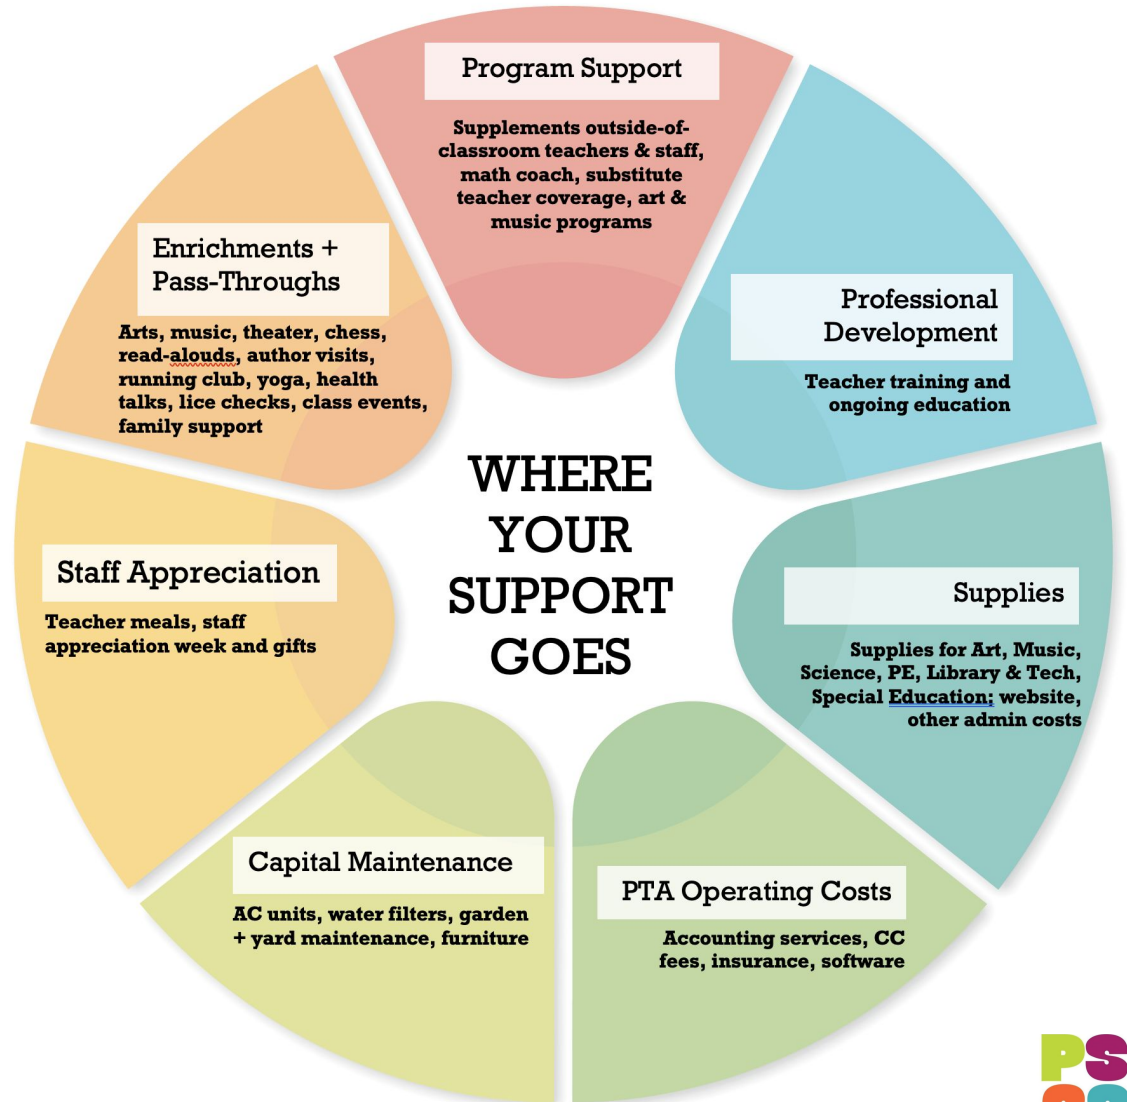 Program Support
Supplements outside-of-
classroom teachers & staff,
math coach, substitute
teacher coverage, art &
music programs
Professional
Development
Teacher training and
ongoing education
Supplies
Supplies for Art, Music,
Science, PE, Library & Tech,
Special Education; website,
other admin costs
PTA Operating Costs
Accounting services, CC
fees, insurance, software
Capital Maintenance
AC units, water filters, garden
+ yard maintenance, furniture
Staff Appreciation
Teacher meals, staff
appreciation week and gifts
Enrichments +
Pass-Throughs
Arts, music, theater, chess,
read-alouds, author visits,
running club, yoga, health
talks, lice checks, class events,
family support
WHERE
YOUR
SUPPORT
GOES
PS